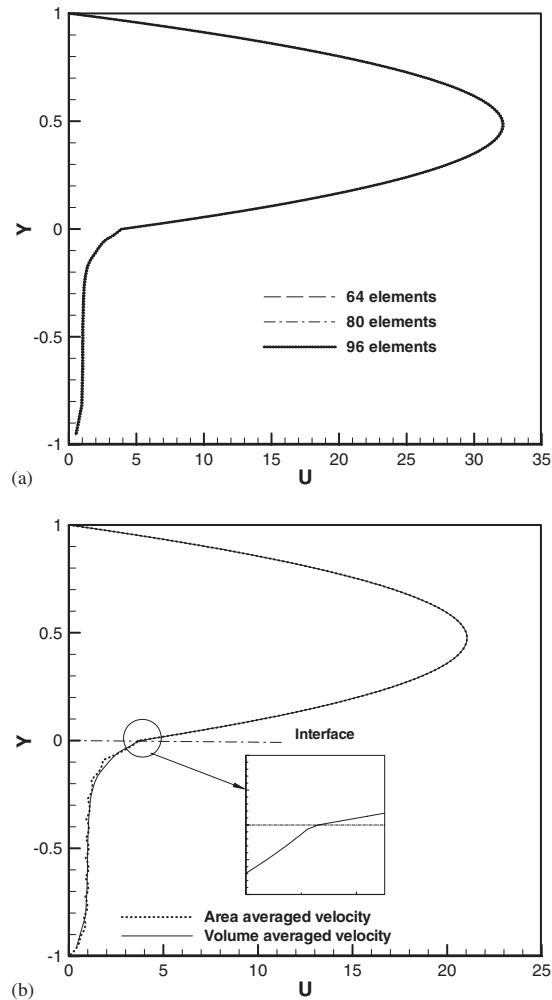 1
0.5
Y
0
-0.5
-1
64 elements
80 elements
96 elements
0 5 10 15 20 25 30 35
(a)
U
1
0.5
Y
0
Interface
-0.5
Area averaged velocity
Volume averaged velocity
-1
0 5 10 15 20 25
(b)
U